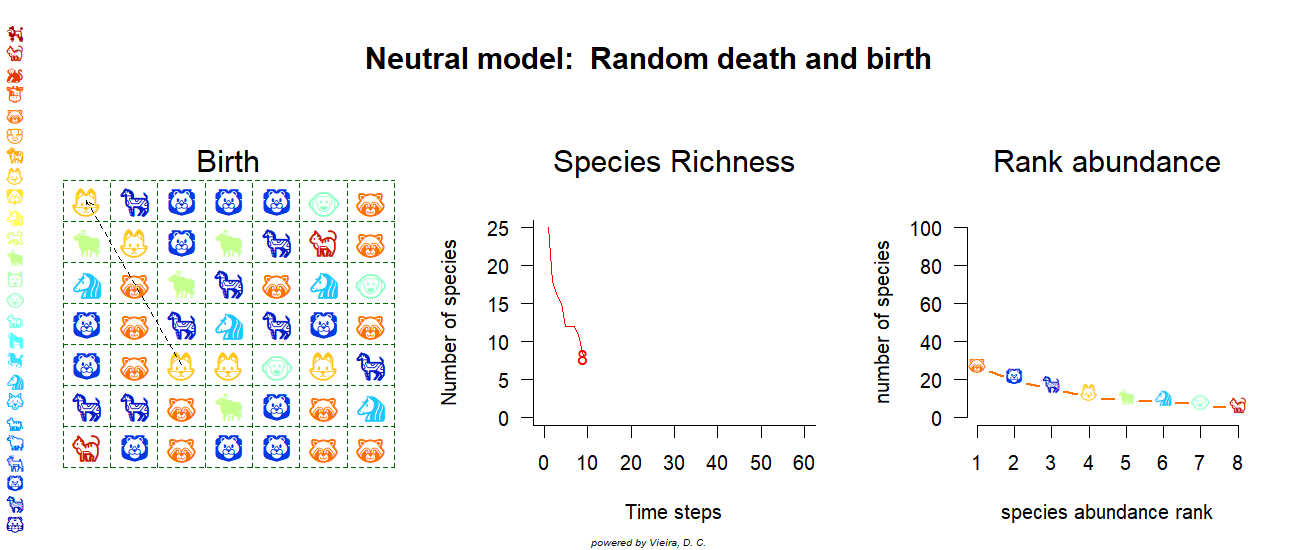 Neutral model:  Random death and birth
Birth
Species Richness
Number of species
25
20
15
10
5
0
8
0 10 20 30 40 50 60
Time steps
Rank abundance
number of species
100
80
60
40
20
0
1 2 3 4 5 6 7 8
species abundance rank
powered by Vieira, D. C.